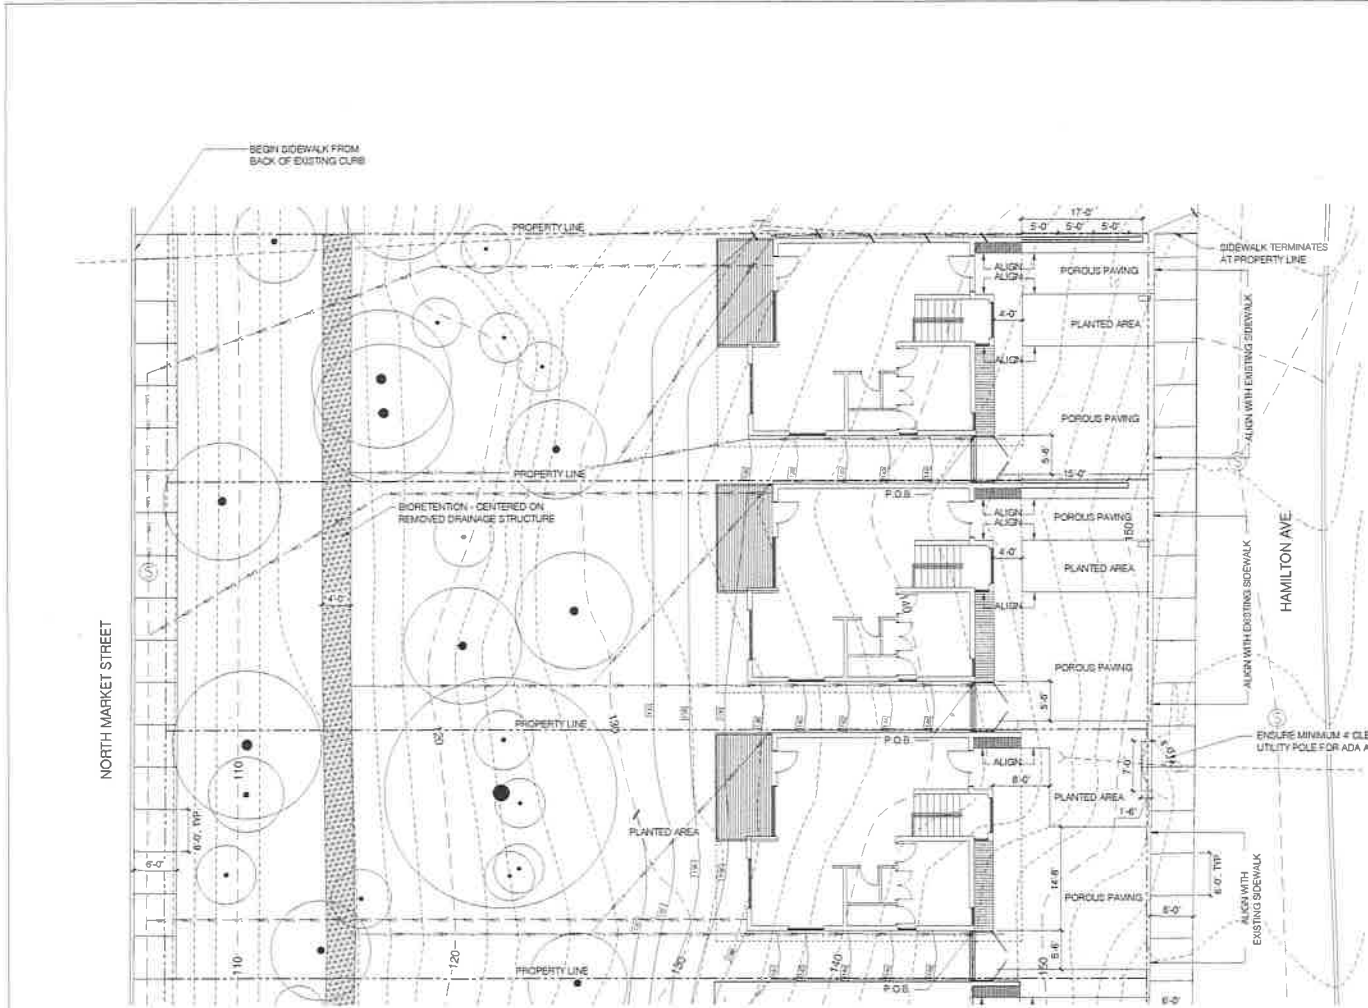 BEGIN SIDEWALK FROM
BACK OF EXISTING CURB
PROPERTY LINE
17'-0"
5'-0" 5'-0" 5'-0"
SIDEWALK TERMINATES
AT PROPERTY LINE
ALIGN
ALIGN
POROUS PAVING
4'-0"
PLANTED AREA
ALIGN
ALIGN WITH EXISTING SIDEWALK
POROUS PAVING
5'-6"
PROPERTY LINE
15'-0"
P.O.B.
BIORETENTION - CENTERED ON
REMOVED DRAINAGE STRUCTURE
ALIGN
ALIGN
POROUS PAVING
150
4'-0"
PLANTED AREA
S
4'-0"
ALIGN
HAMILTON AVE.
ALIGN WITH EXISTING SIDEWALK
NORTH MARKET STREET
POROUS PAVING
5'-6"
PROPERTY LINE
120
130
P.O.B.
S
ENSURE MINIMUM 4' CLE
UTILITY POLE FOR ADA A
110
ALIGN
8'-0"
7'-0"
PLANTED AREA
1'-6"
PLANTED AREA
6'-0", TYP.
6'-0"
14'-8"
POROUS PAVING
6'-0", TYP.
ALIGN WITH
EXISTING SIDEWALK
6'-0"
110
120
130
140
150
PROPERTY LINE
P.O.B.
6'-0"